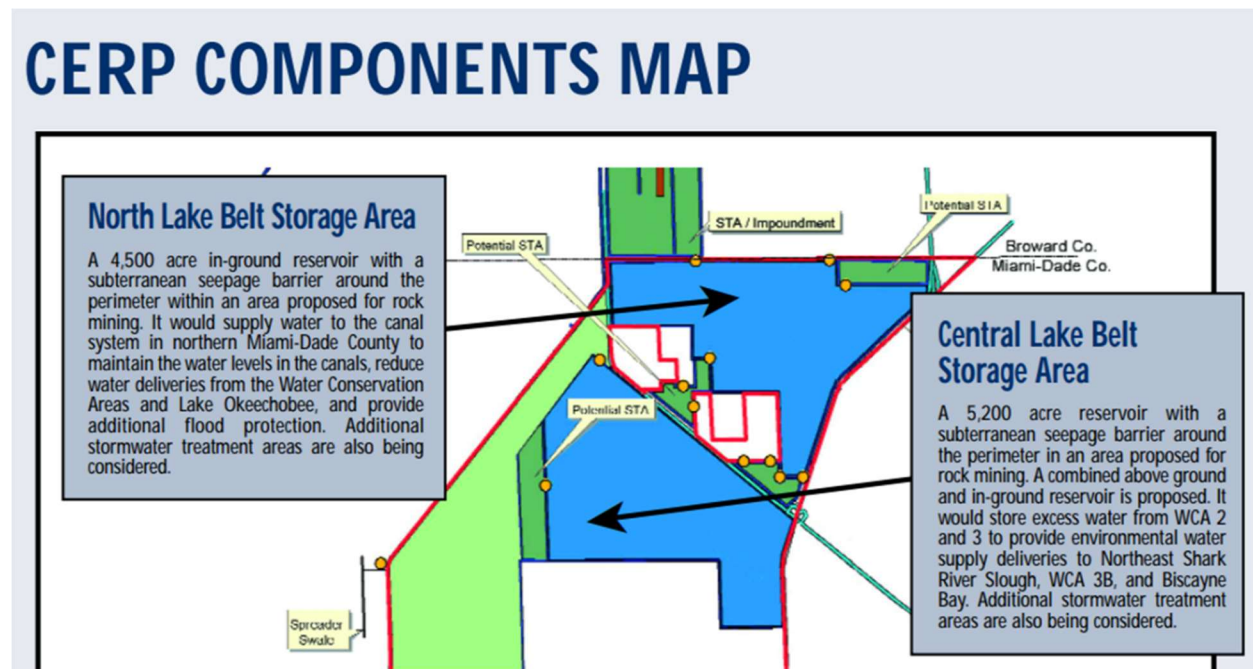 CERP COMPONENTS MAP
North Lake Belt Storage Area
A 4,500 acre in-ground reservoir with a
subterranean seepage barrier around the
perimeter within an area proposed for rock
mining. It would supply water to the canal
system in northern Miami-Dade County to
maintain the water levels in the canals, reduce
water deliveries from the Water Conservation
Areas and Lake Okeechobee, and provide
additional flood protection. Additional
stormwater treatment areas are also being
considered.
Potential STA
STA / Impoundment
Potential STA
Broward Co.
Miami-Dade Co.
Potential STA
Central Lake Belt
Storage Area
A 5,200 acre reservoir with a
subterranean seepage barrier around
the perimeter in an area proposed for
rock mining. A combined above ground
and in-ground reservoir is proposed. It
would store excess water from WCA 2
and 3 to provide environmental water
supply deliveries to Northeast Shark
River Slough, WCA 3B, and Biscayne
Bay. Additional stormwater treatment
areas are also being considered.
Spreader
Swale